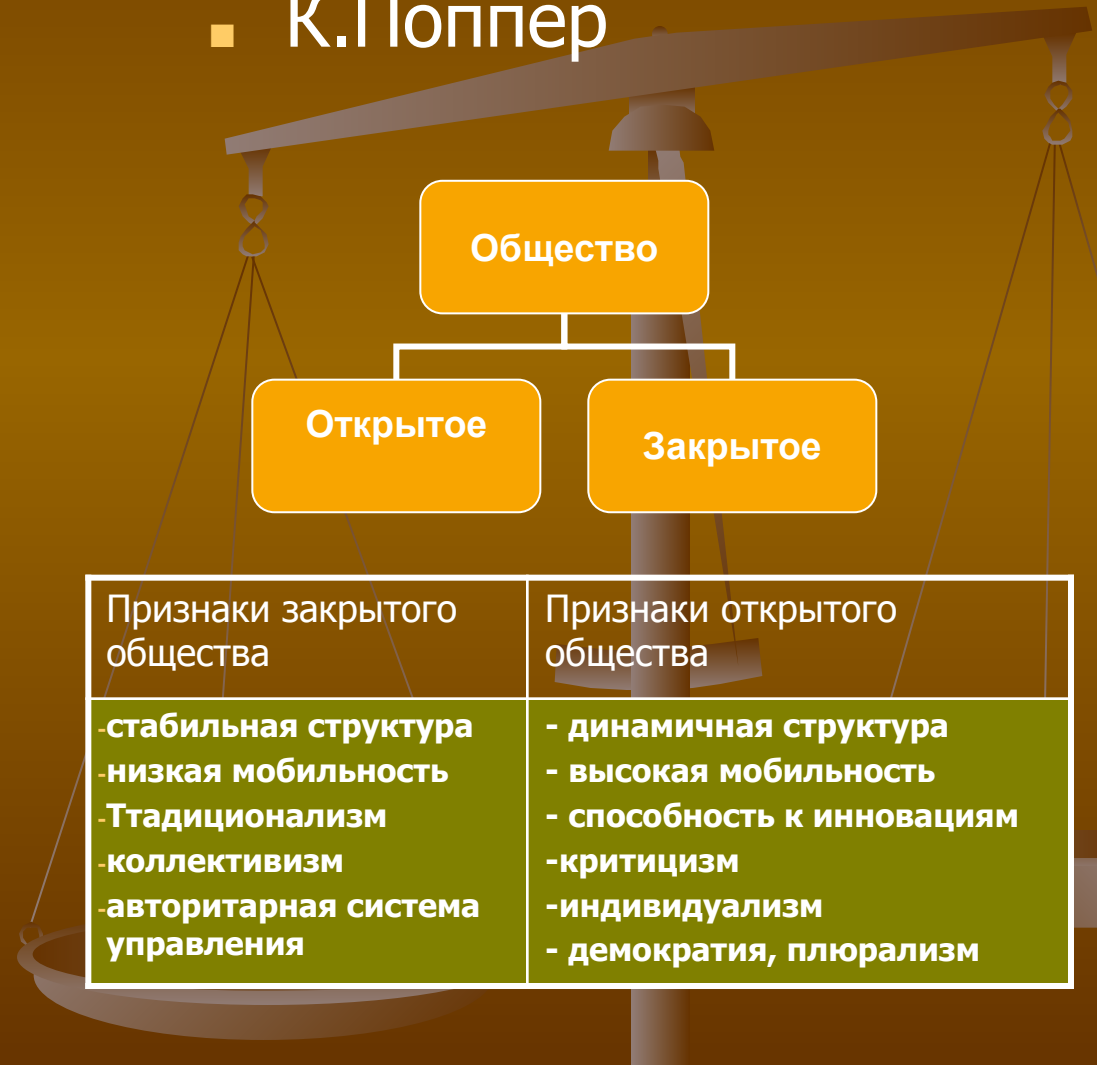 ▪ К.Поппер
Общество
Открытое
Закрытое
Признаки закрытого
общества
Признаки открытого
общества
-стабильная структура
-низкая мобильность
-Ттадиционализм
-коллективизм
-авторитарная система
управления
- динамичная структура
- высокая мобильность
- способность к инновациям
-критицизм
-индивидуализм
- демократия, плюрализм